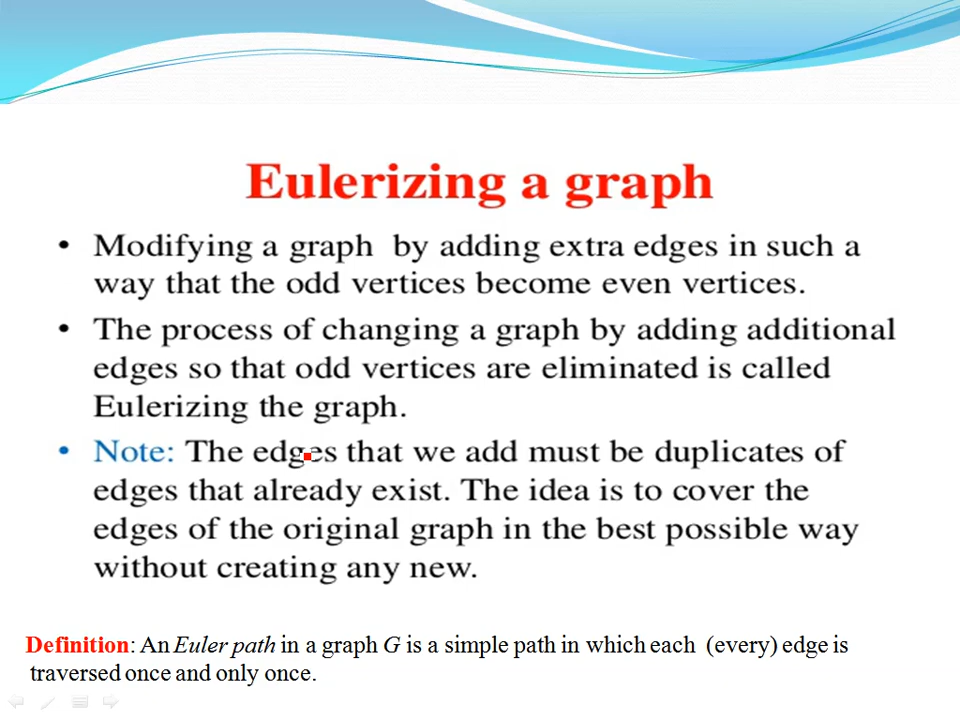 Eulerizing a graph
• Modifying a graph by adding extra edges in such a
way that the odd vertices become even vertices.
• The process of changing a graph by adding additional
edges so that odd vertices are eliminated is called
Eulerizing the graph.
• Note: The edges that we add must be duplicates of
edges that already exist. The idea is to cover the
edges of the original graph in the best possible way
without creating any new.
Definition: An Euler path in a graph G is a simple path in which each (every) edge is
traversed once and only once.